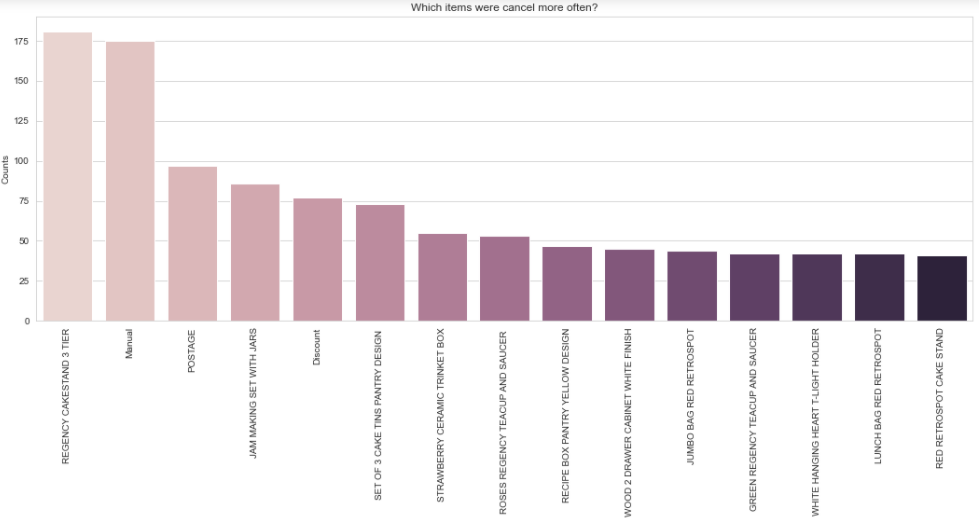 Which items were cancel more often?
Counts
175
150
125
100
75
50
25
0
REGENCY CAKESTAND 3 TIER
Manual
POSTAGE
JAM MAKING SET WITH JARS
Discount
SET OF 3 CAKE TINS PANTRY DESIGN
STRAWBERRY CERAMIC TRINKET BOX
ROSES REGENCY TEACUP AND SAUCER
RECIPE BOX PANTRY YELLOW DESIGN
WOOD 2 DRAWER CABINET WHITE FINISH
JUMBO BAG RED RETROSPOT
GREEN REGENCY TEACUP AND SAUCER
WHITE HANGING HEART T-LIGHT HOLDER
LUNCH BAG RED RETROSPOT
RED RETROSPOT CAKE STAND